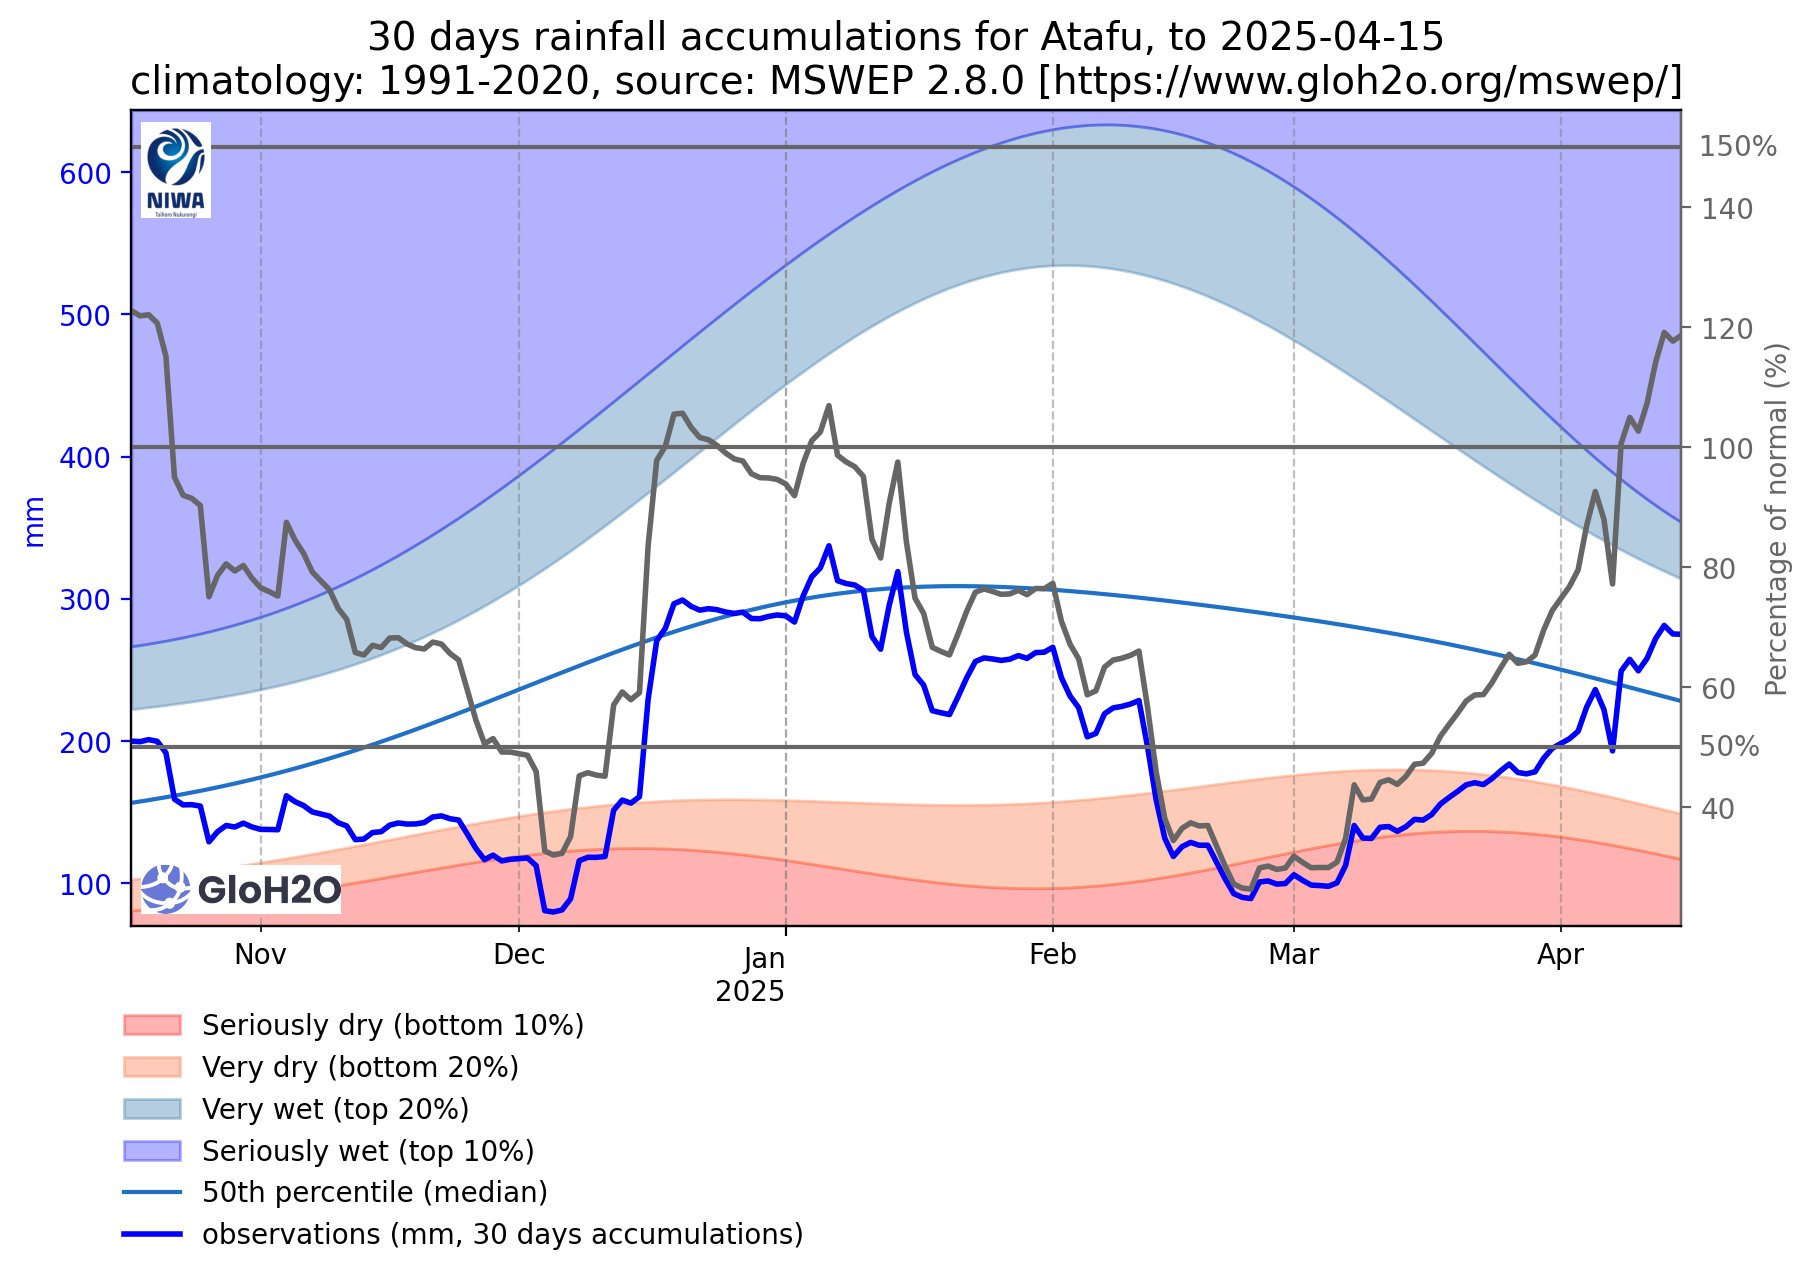 30 days rainfall accumulations for Atafu, to 2025-04-15
climatology: 1991-2020, source: MSWEP 2.8.0 [https://www.gloh2o.org/mswep/]
NIWA
Taihoro Nukurangi
600
500
400
300
200
100
mm
150%
140
120
100
80
60
50%
40
Percentage of normal (%)
GloH2O
Nov
Dec
Jan
2025
Feb
Mar
Apr
Seriously dry (bottom 10%)
Very dry (bottom 20%)
Very wet (top 20%)
Seriously wet (top 10%)
50th percentile (median)
observations (mm, 30 days accumulations)